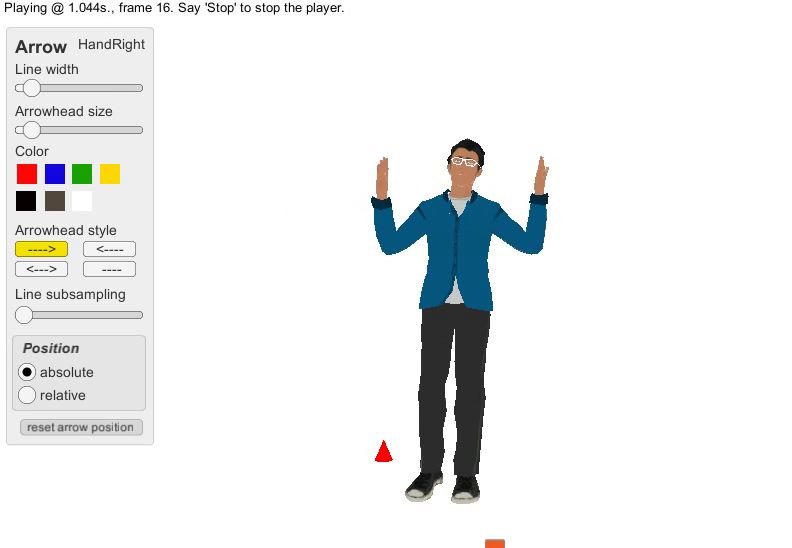 Playing @ 1.044s., frame 16. Say 'Stop' to stop the player.
Arrow HandRight
Line width
Arrowhead size
Color
Arrowhead style
----> <----
<---> ----
Line subsampling
Position
absolute
relative
reset arrow position